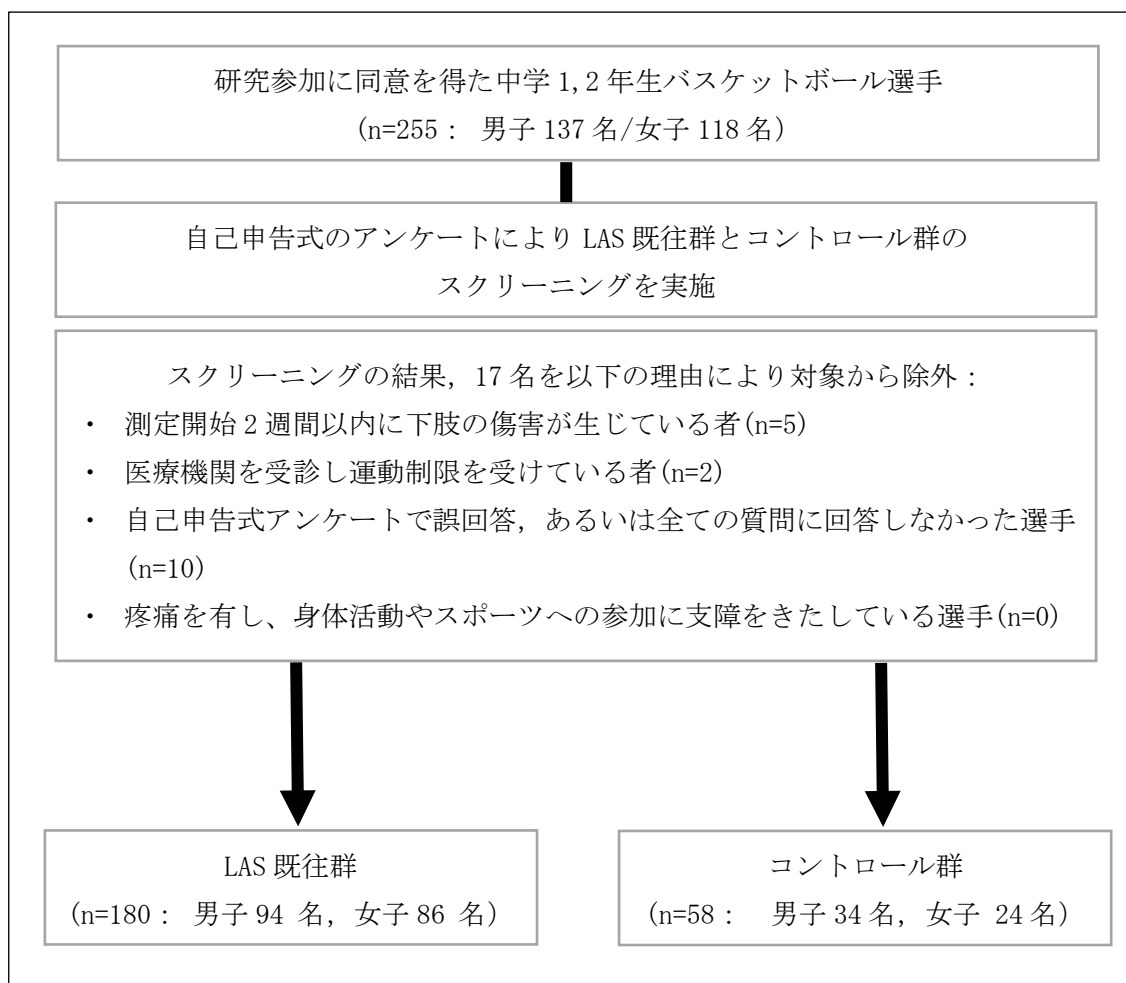 研究参加に同意を得た中学 1,2 年生バスケットボール選手
(n=255： 男子 137 名/女子 118 名)
自己申告式のアンケートにより LAS 既往群とコントロール群の
スクリーニングを実施
スクリーニングの結果，17 名を以下の理由により対象から除外：
・ 測定開始 2 週間以内に下肢の傷害が生じている者(n=5)
・ 医療機関を受診し運動制限を受けている者(n=2)
・ 自己申告式アンケートで誤回答，あるいは全ての質問に回答しなかった選手
(n=10)
・ 疼痛を有し、身体活動やスポーツへの参加に支障をきたしている選手(n=0)
LAS 既往群
(n=180： 男子 94 名，女子 86 名)
コントロール群
(n=58： 男子 34 名，女子 24 名)